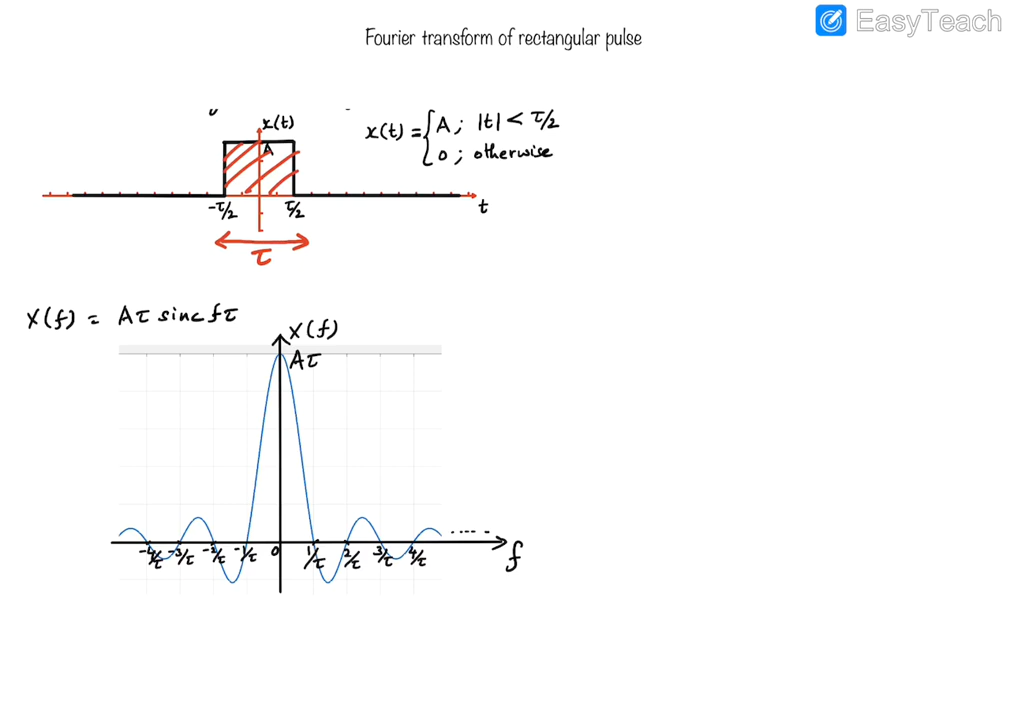 EasyTeach
Fourier transform of rectangular pulse
x(t)
A
x(t) = { A ; |t| < τ/2
0 ; otherwise
-τ/2
τ/2
t
τ
X(f) = Aτ sinc fτ
X(f)
Aτ
-4/τ -3/τ -2/τ -1/τ 0 1/τ 2/τ 3/τ 4/τ
f